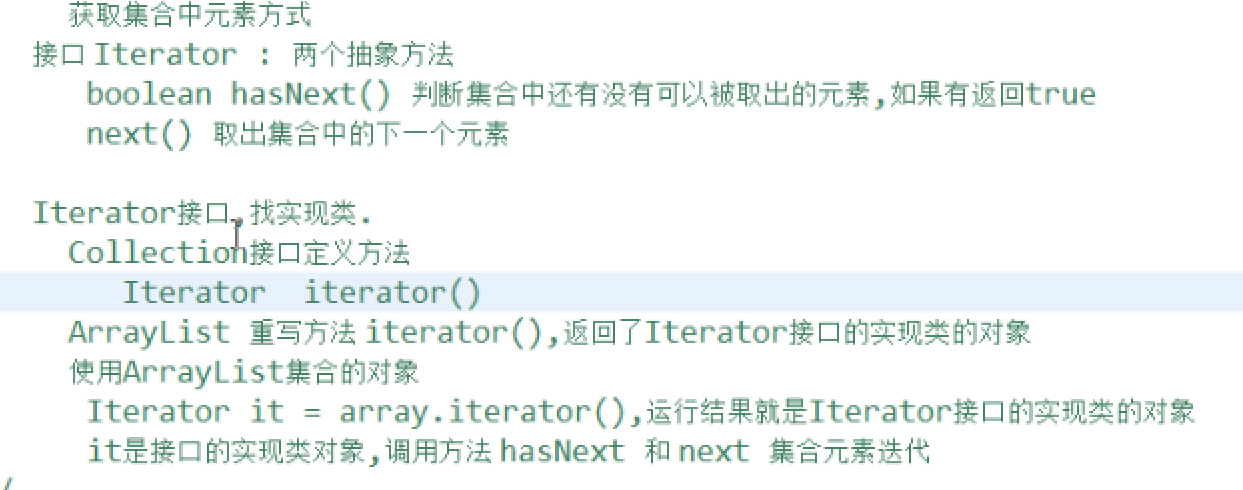 获取集合中元素方式
接口 Iterator : 两个抽象方法
boolean hasNext() 判断集合中还有没有可以被取出的元素,如果有返回true
next() 取出集合中的下一个元素
Iterator接口,找实现类.
Collection接口定义方法
Iterator iterator()
ArrayList 重写方法 iterator(),返回了Iterator接口的实现类的对象
使用ArrayList集合的对象
Iterator it = array.iterator(),运行结果就是Iterator接口的实现类的对象
it是接口的实现类对象,调用方法 hasNext 和 next 集合元素迭代
/